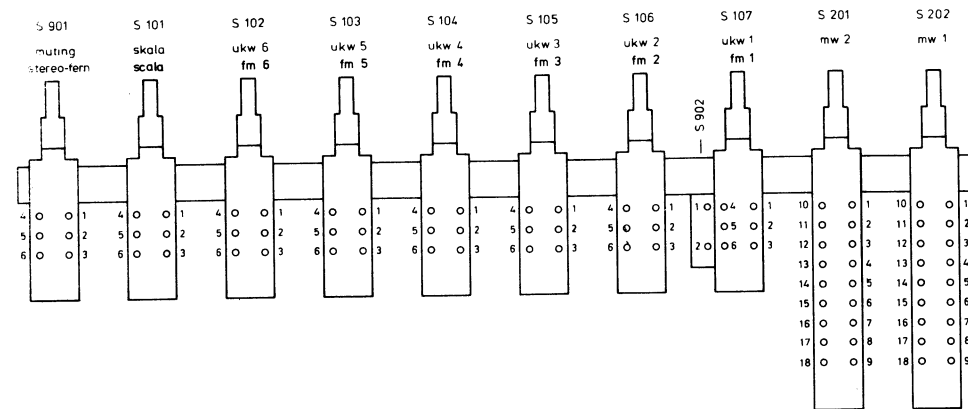 S 901 S 101 S 102 S 103 S 104 S 105 S 106 S 107 S 201 S 202
muting skala ukw 6 ukw 5 ukw 4 ukw 3 ukw 2 ukw 1 mw 2 mw 1
stereo-fern scala fm 6 fm 5 fm 4 fm 3 fm 2 fm 1
S 902
4 1 4 1 4 1 4 1 4 1 4 1 4 1 1 4 1 10 1 10 1
5 2 5 2 5 2 5 2 5 2 5 2 5 2 5 2 11 2 11 2
6 3 6 3 6 3 6 3 6 3 6 3 6 3 2 6 3 12 3 12 3
13 4 13 4
14 5 14 5
15 6 15 6
16 7 16 7
17 8 17 8
18 9 18 9